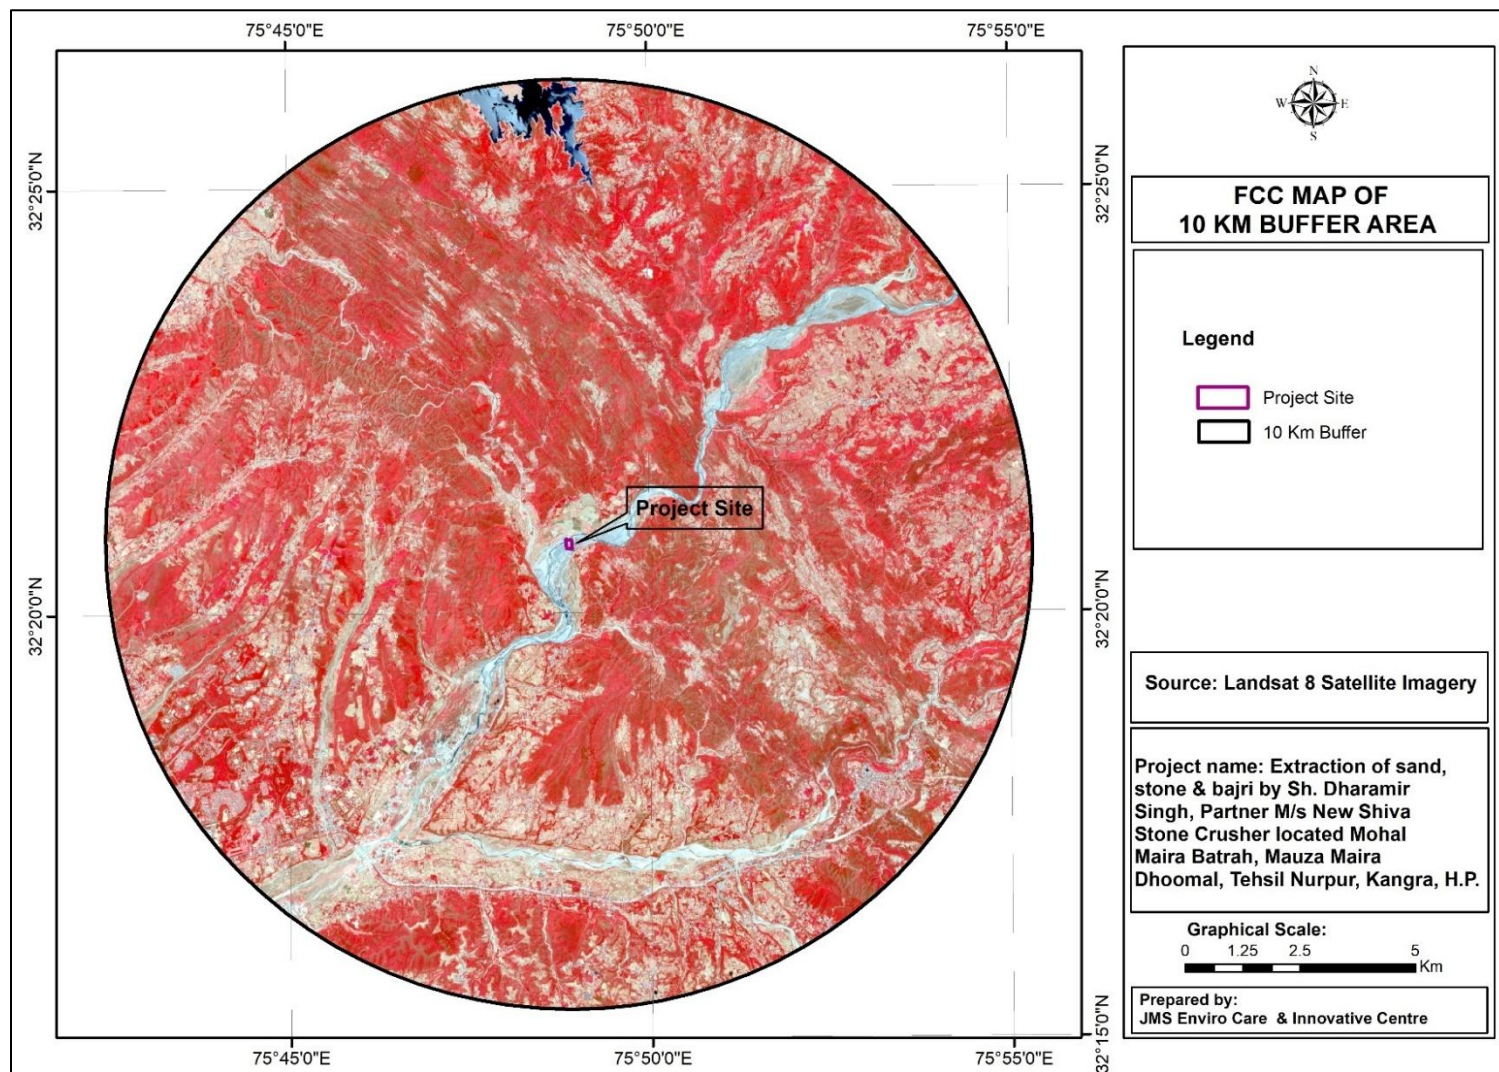 75°45'0"E
75°50'0"E
75°55'0"E
32°25'0"N
32°25'0"N
32°20'0"N
32°20'0"N
32°15'0"N
75°45'0"E
75°50'0"E
75°55'0"E
Project Site
N
W
E
S
FCC MAP OF
10 KM BUFFER AREA
Legend
Project Site
10 Km Buffer
Source: Landsat 8 Satellite Imagery
Project name: Extraction of sand,
stone & bajri by Sh. Dharamir
Singh, Partner M/s New Shiva
Stone Crusher located Mohal
Maira Batrah, Mauza Maira
Dhoomal, Tehsil Nurpur, Kangra, H.P.
Graphical Scale:
0 1.25 2.5 5
Km
Prepared by:
JMS Enviro Care & Innovative Centre